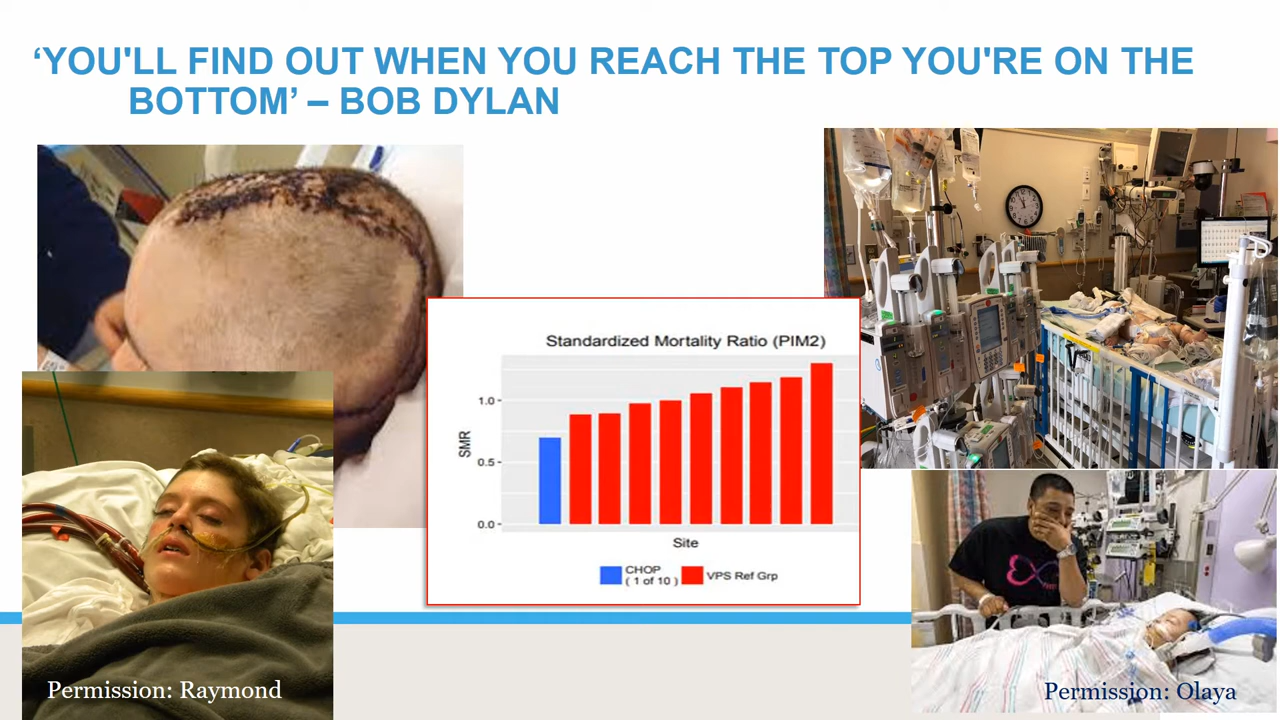 ‘YOU'LL FIND OUT WHEN YOU REACH THE TOP YOU'RE ON THE
BOTTOM’ – BOB DYLAN
Standardized Mortality Ratio (PIM2)
1.0
0.5
0.0
SMR
Site
CHOP
( 1 of 10 )
VPS Ref Grp
Permission: Raymond
Permission: Olaya